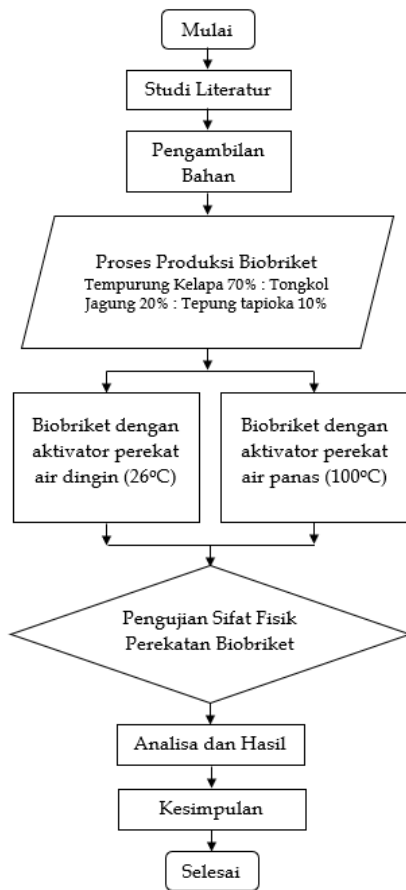 Mulai
Studi Literatur
Pengambilan
Bahan
Proses Produksi Biobriket
Tempurung Kelapa 70% : Tongkol
Jagung 20% : Tepung tapioka 10%
Biobriket dengan
aktivator perekat
air dingin (26°C)
Biobriket dengan
aktivator perekat
air panas (100°C)
Pengujian Sifat Fisik
Perekatan Biobriket
Analisa dan Hasil
Kesimpulan
Selesai